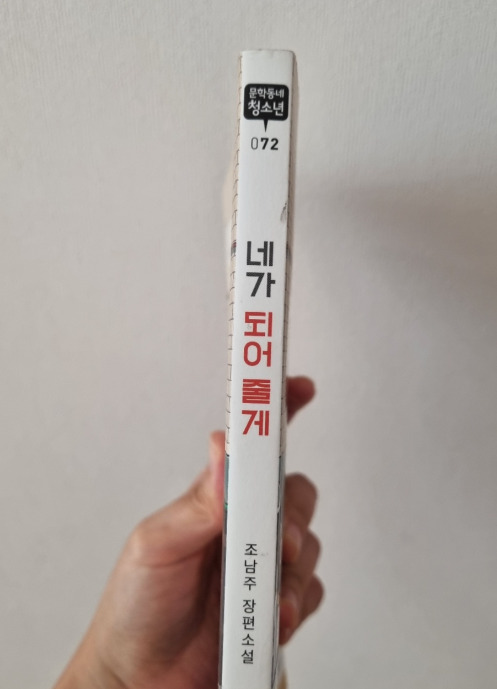 문학동네
청소년
072
네가 되어 줄게
조남주 장편소설